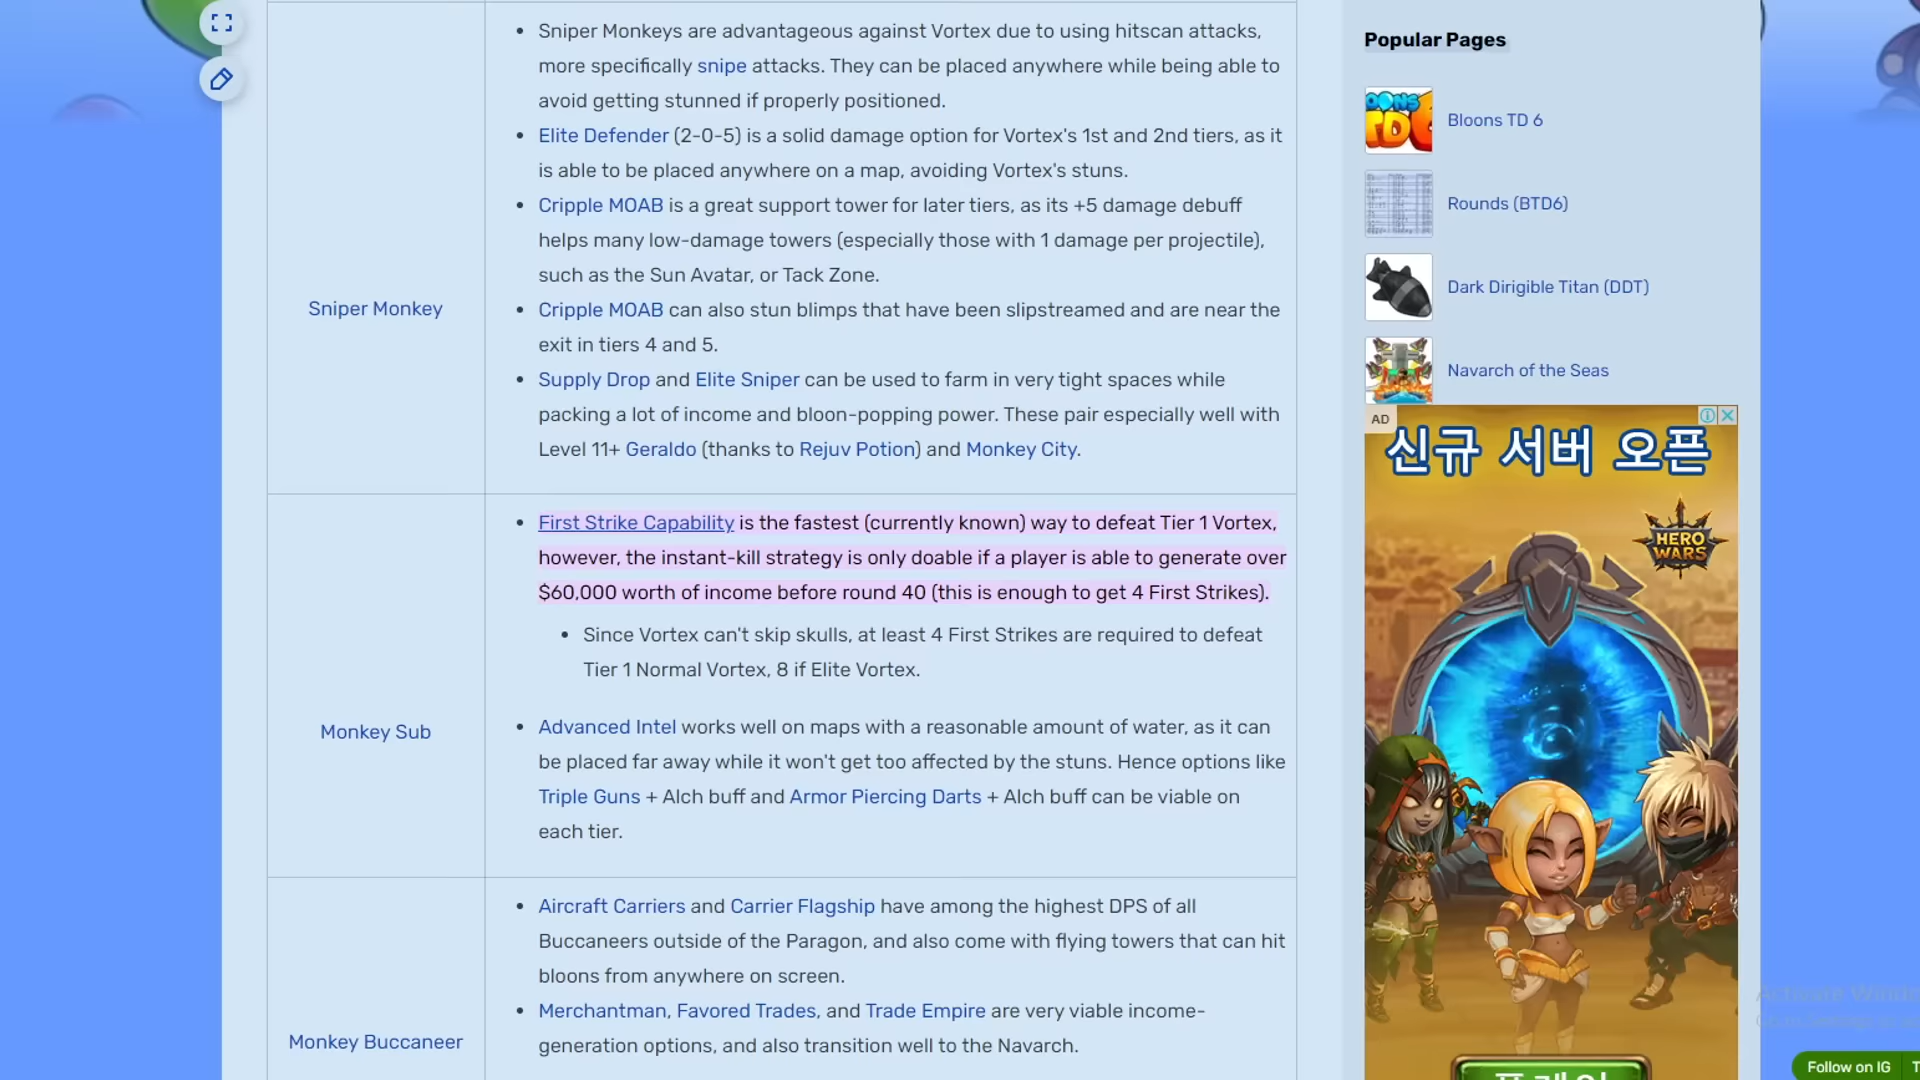 Sniper Monkeys are advantageous against Vortex due to using hitscan attacks,
more specifically snipe attacks. They can be placed anywhere while being able to
avoid getting stunned if properly positioned.
Elite Defender (2-0-5) is a solid damage option for Vortex's 1st and 2nd tiers, as it
is able to be placed anywhere on a map, avoiding Vortex's stuns.
Cripple MOAB is a great support tower for later tiers, as its +5 damage debuff
helps many low-damage towers (especially those with 1 damage per projectile),
such as the Sun Avatar, or Tack Zone.
Sniper Monkey
Cripple MOAB can also stun blimps that have been slipstreamed and are near the
exit in tiers 4 and 5.
Supply Drop and Elite Sniper can be used to farm in very tight spaces while
packing a lot of income and bloon-popping power. These pair especially well with
Level 11+ Geraldo (thanks to Rejuv Potion) and Monkey City.
First Strike Capability is the fastest (currently known) way to defeat Tier 1 Vortex,
however, the instant-kill strategy is only doable if a player is able to generate over
$60,000 worth of income before round 40 (this is enough to get 4 First Strikes).
Since Vortex can't skip skulls, at least 4 First Strikes are required to defeat
Tier 1 Normal Vortex, 8 if Elite Vortex.
Monkey Sub
Advanced Intel works well on maps with a reasonable amount of water, as it can
be placed far away while it won't get too affected by the stuns. Hence options like
Triple Guns + Alch buff and Armor Piercing Darts + Alch buff can be viable on
each tier.
Aircraft Carriers and Carrier Flagship have among the highest DPS of all
Buccaneers outside of the Paragon, and also come with flying towers that can hit
bloons from anywhere on screen.
Merchantman, Favored Trades, and Trade Empire are very viable income-
generation options, and also transition well to the Navarch.
Monkey Buccaneer
Popular Pages
Bloons TD 6
Rounds (BTD6)
Dark Dirigible Titan (DDT)
Navarch of the Seas
AD
신규 서버 오픈
HERO
WARS
플레이
Activate Windo
Follow on IG